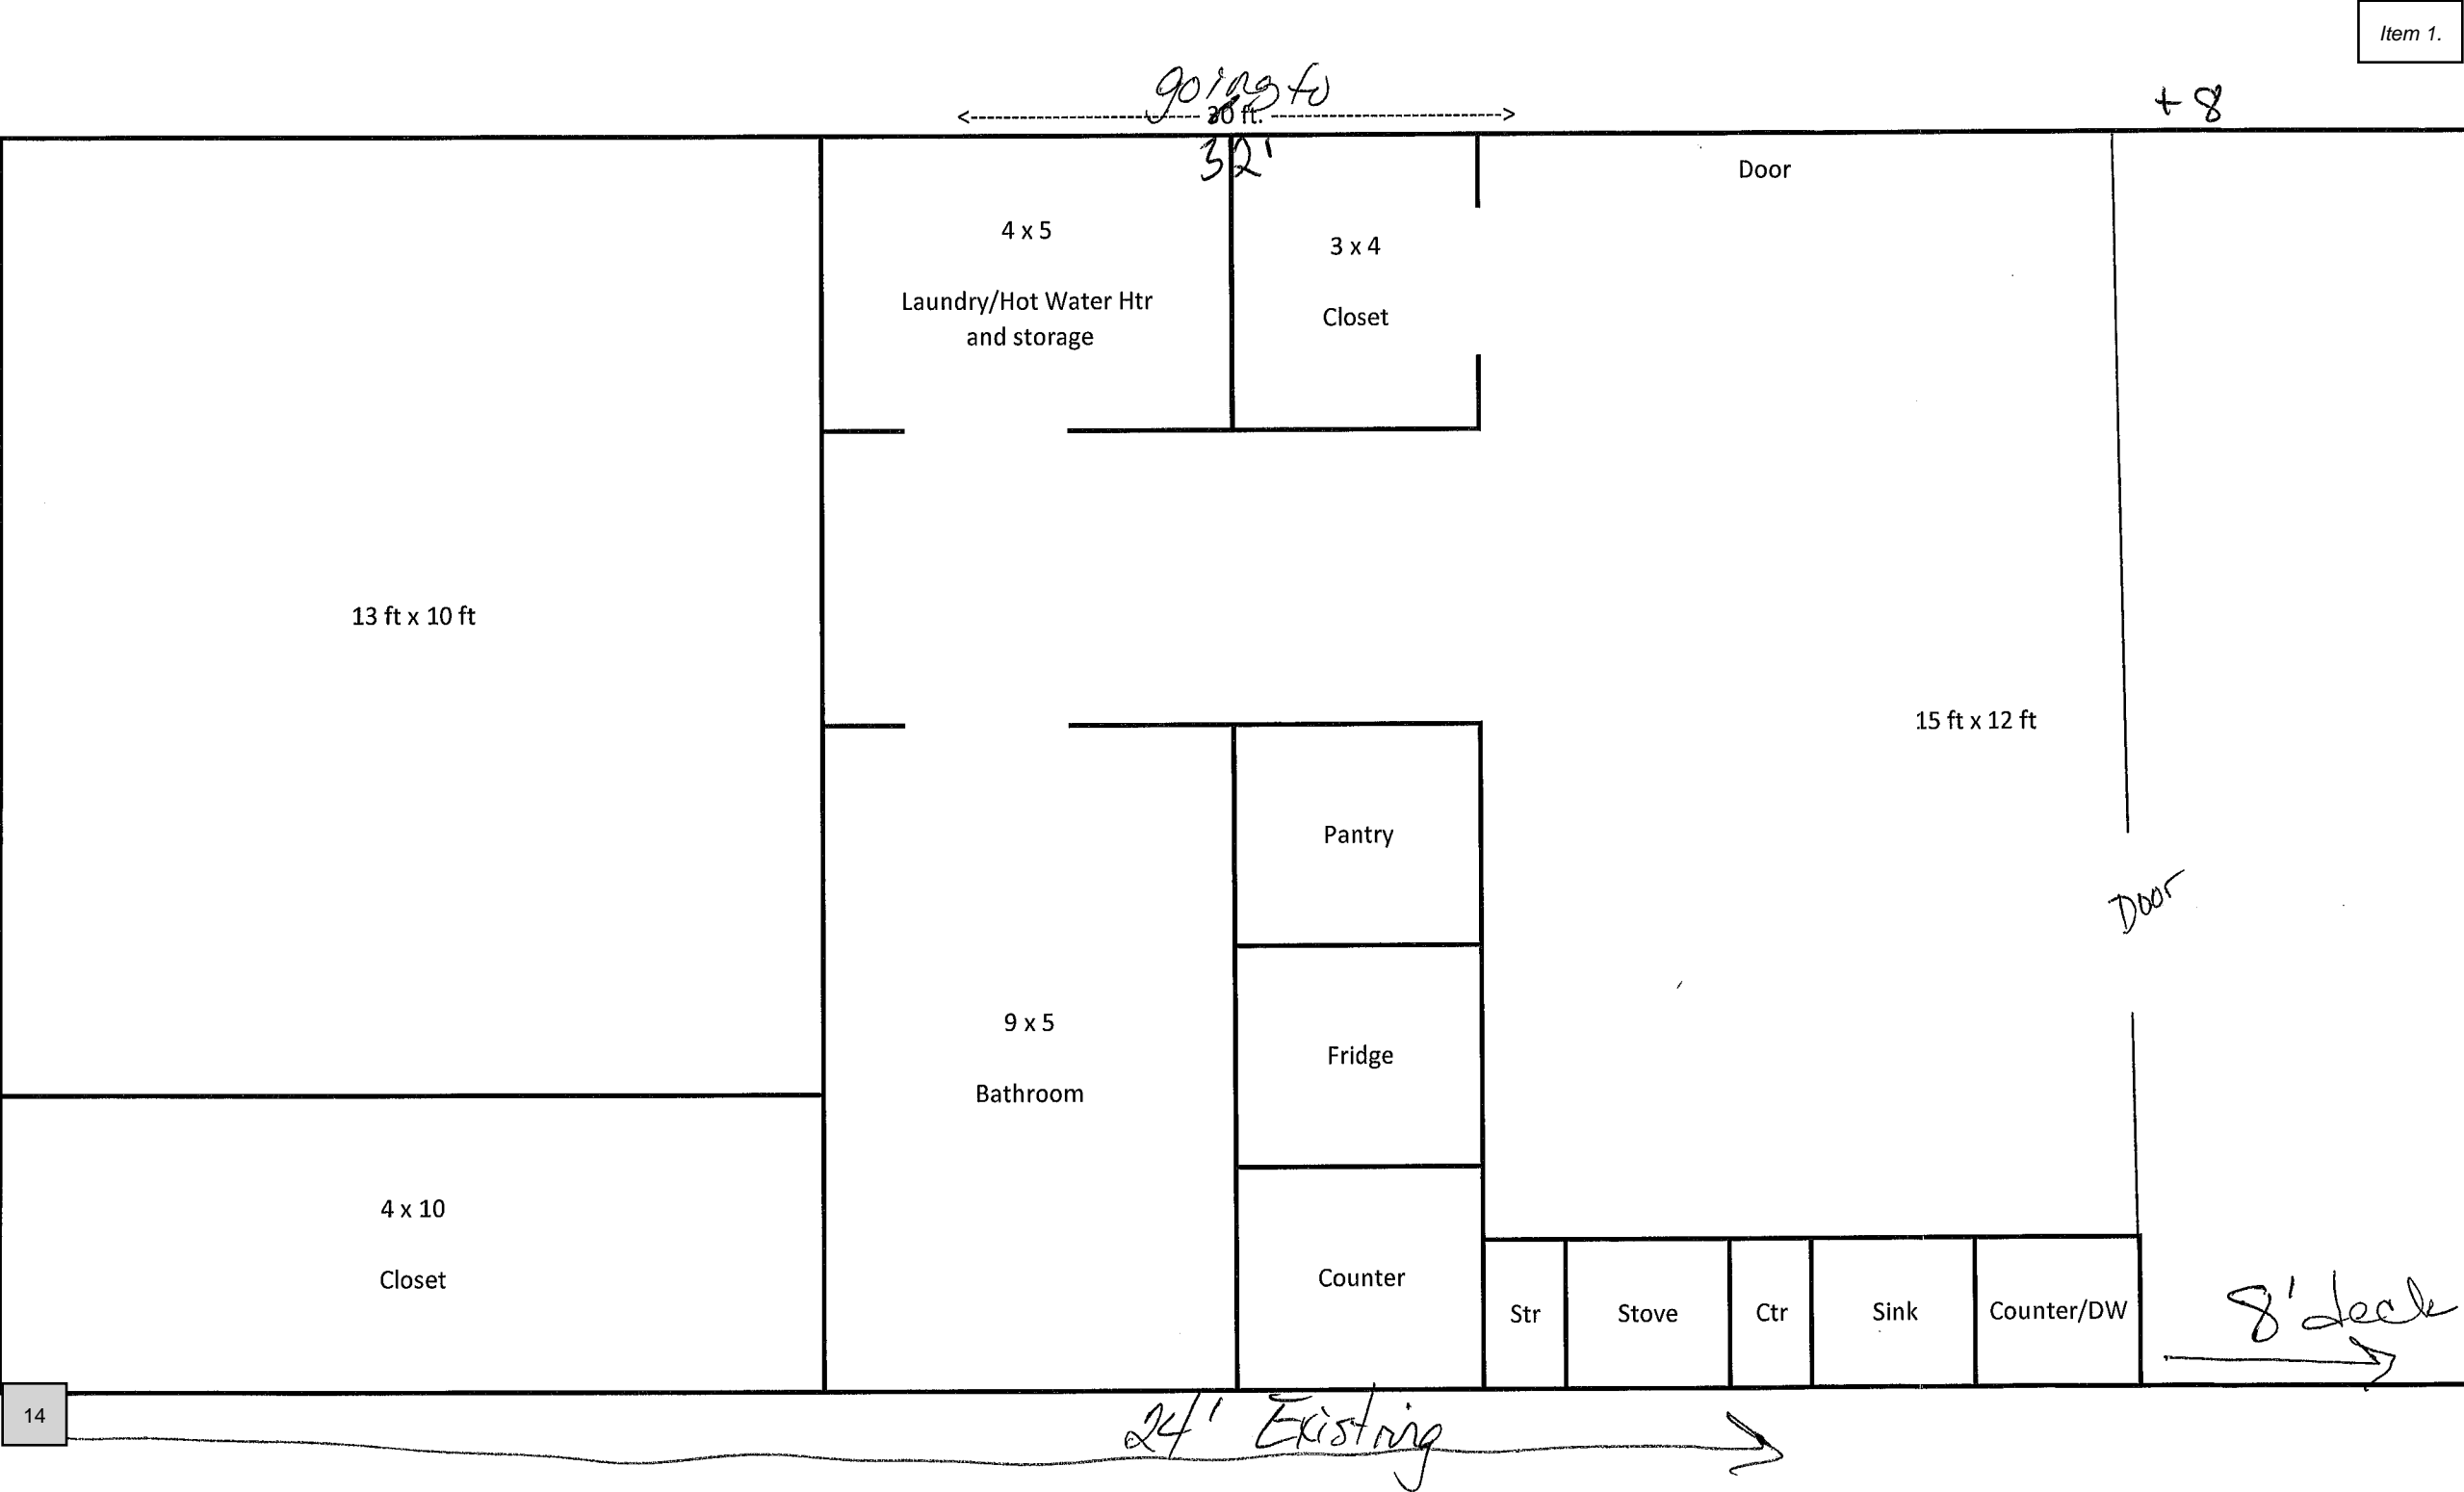 Item 1.
going to
30 ft.
32'
+8
Door
4 x 5
Laundry/Hot Water Htr
and storage
3 x 4
Closet
13 ft x 10 ft
15 ft x 12 ft
Pantry
Door
Fridge
9 x 5
Bathroom
4 x 10
Closet
Counter
Str
Stove
Ctr
Sink
Counter/DW
8' deck
14
24' Existing